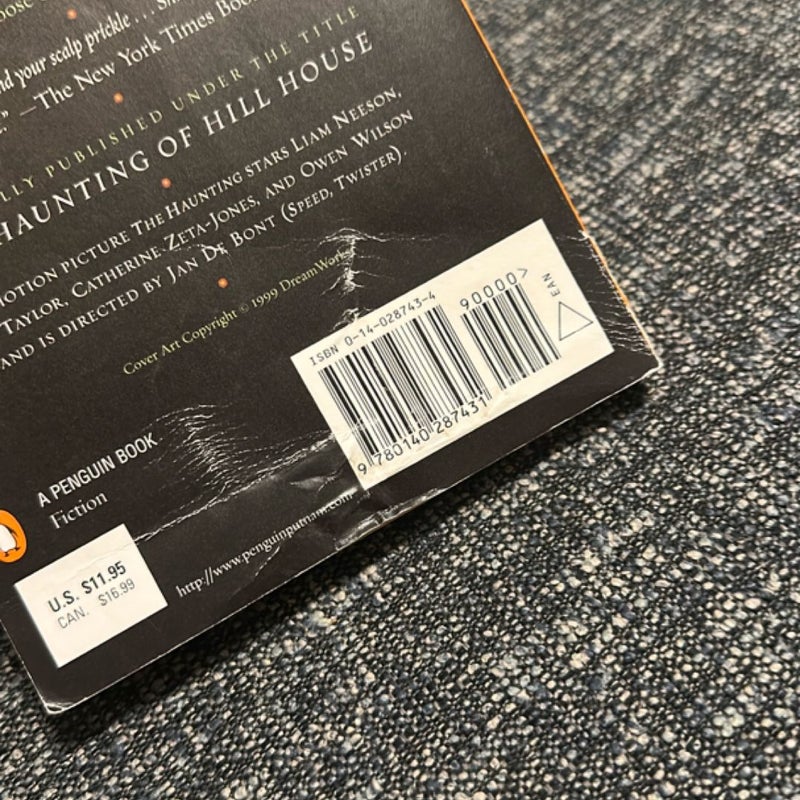 nd your scalp prickle . . .
—The New York Times Boo
LLY PUBLISHED UNDER THE TITLE
HAUNTING OF HILL HOUSE
OTION PICTURE THE HAUNTING STARS LIAM NEESON,
TAYLOR, CATHERINE ZETA-JONES, AND OWEN WILSON
AND IS DIRECTED BY JAN DE BONT (SPEED, TWISTER).
Cover Art Copyright © 1999 DreamWorks
ISBN 0-14-028743-4
90000>
EAN
9 780140 287431
A PENGUIN BOOK
Fiction
http://www.penguinputnam.com
U.S. $11.95
CAN. $16.99